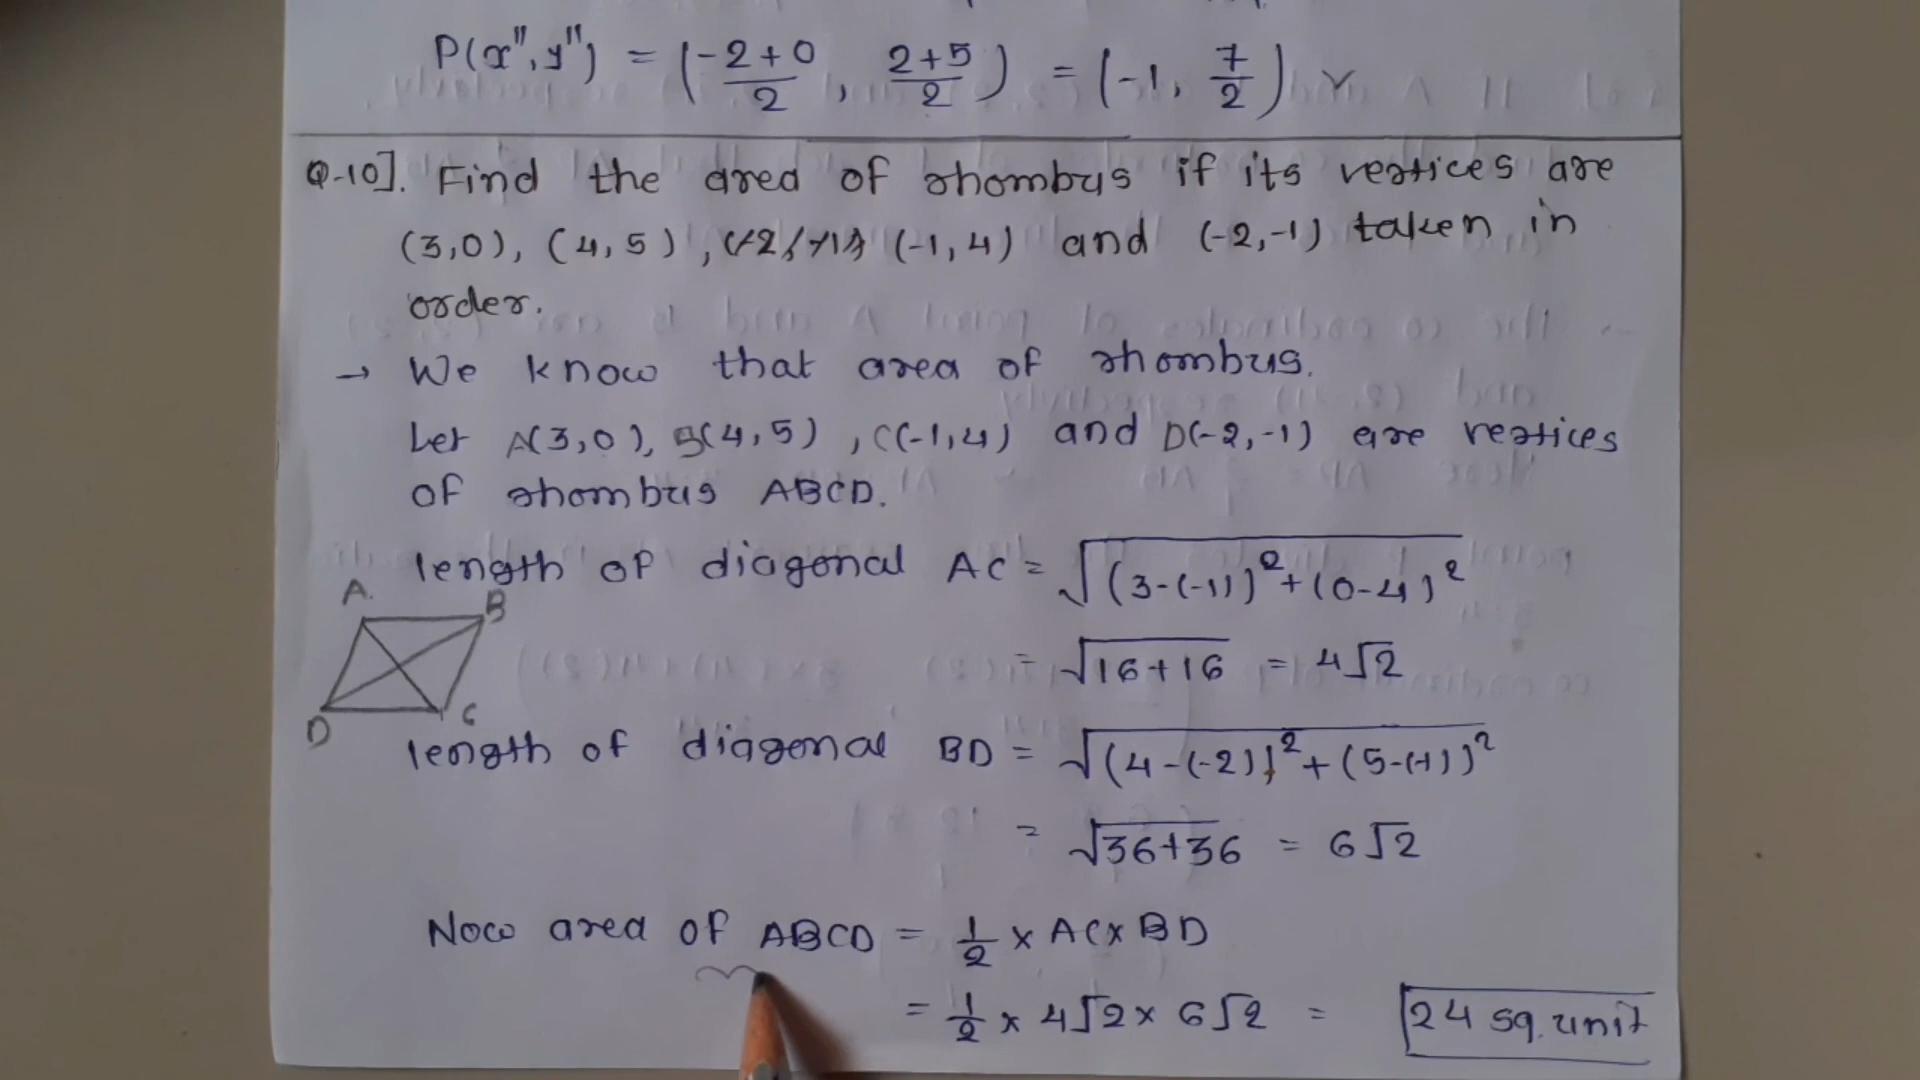 P(x",y") = (-2+0/2, 2+5/2) = (-1, 7/2)
Q-10]. Find the area of rhombus if its vertices are
(3,0), (4,5), (-1,4) and (-2,-1) taken in
order.
→ We know that area of rhombus.
Let A(3,0), B(4,5), C(-1,4) and D(-2,-1) are vertices
of rhombus ABCD.
length of diagonal AC = √(3-(-1))²+(0-4)²
A. B
= √16+16 = 4√2
D C
length of diagonal BD = √(4-(-2))²+(5-(-1))²
= √36+36 = 6√2
Now area of ABCD = 1/2 × AC × BD
= 1/2 × 4√2 × 6√2 = 24 sq. unit